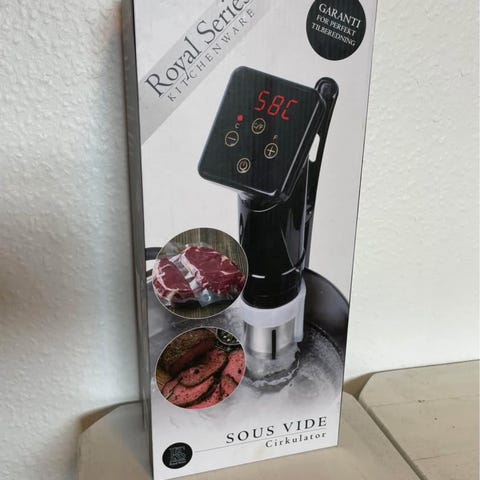 Royal Series
KITCHENWARE
GARANTI
FOR PERFEKT
TILBEREDNING
58C
C
C/F
F
SOUS VIDE
Cirkulator